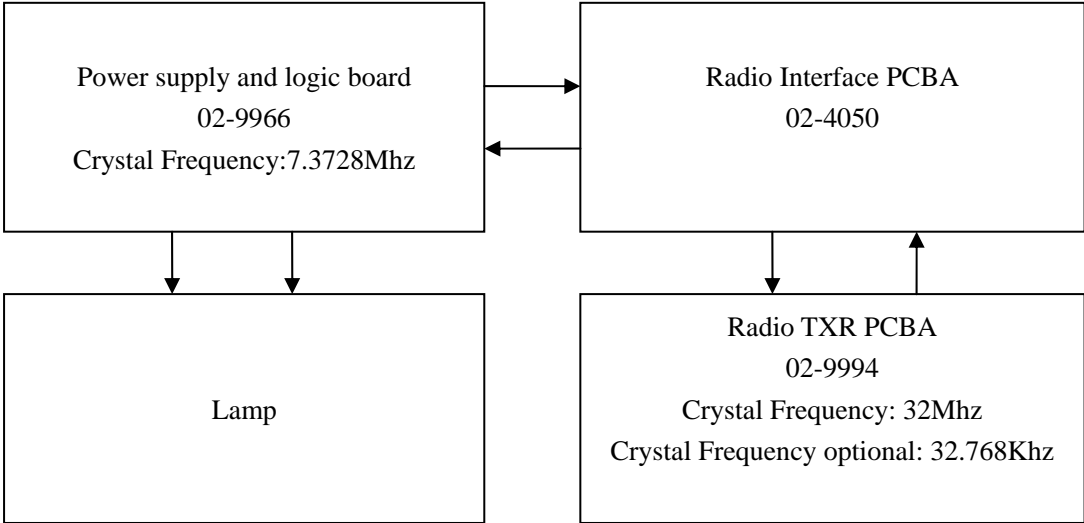 Power supply and logic board
02-9966
Crystal Frequency:7.3728Mhz
Radio Interface PCBA
02-4050
Lamp
Radio TXR PCBA
02-9994
Crystal Frequency: 32Mhz
Crystal Frequency optional: 32.768Khz